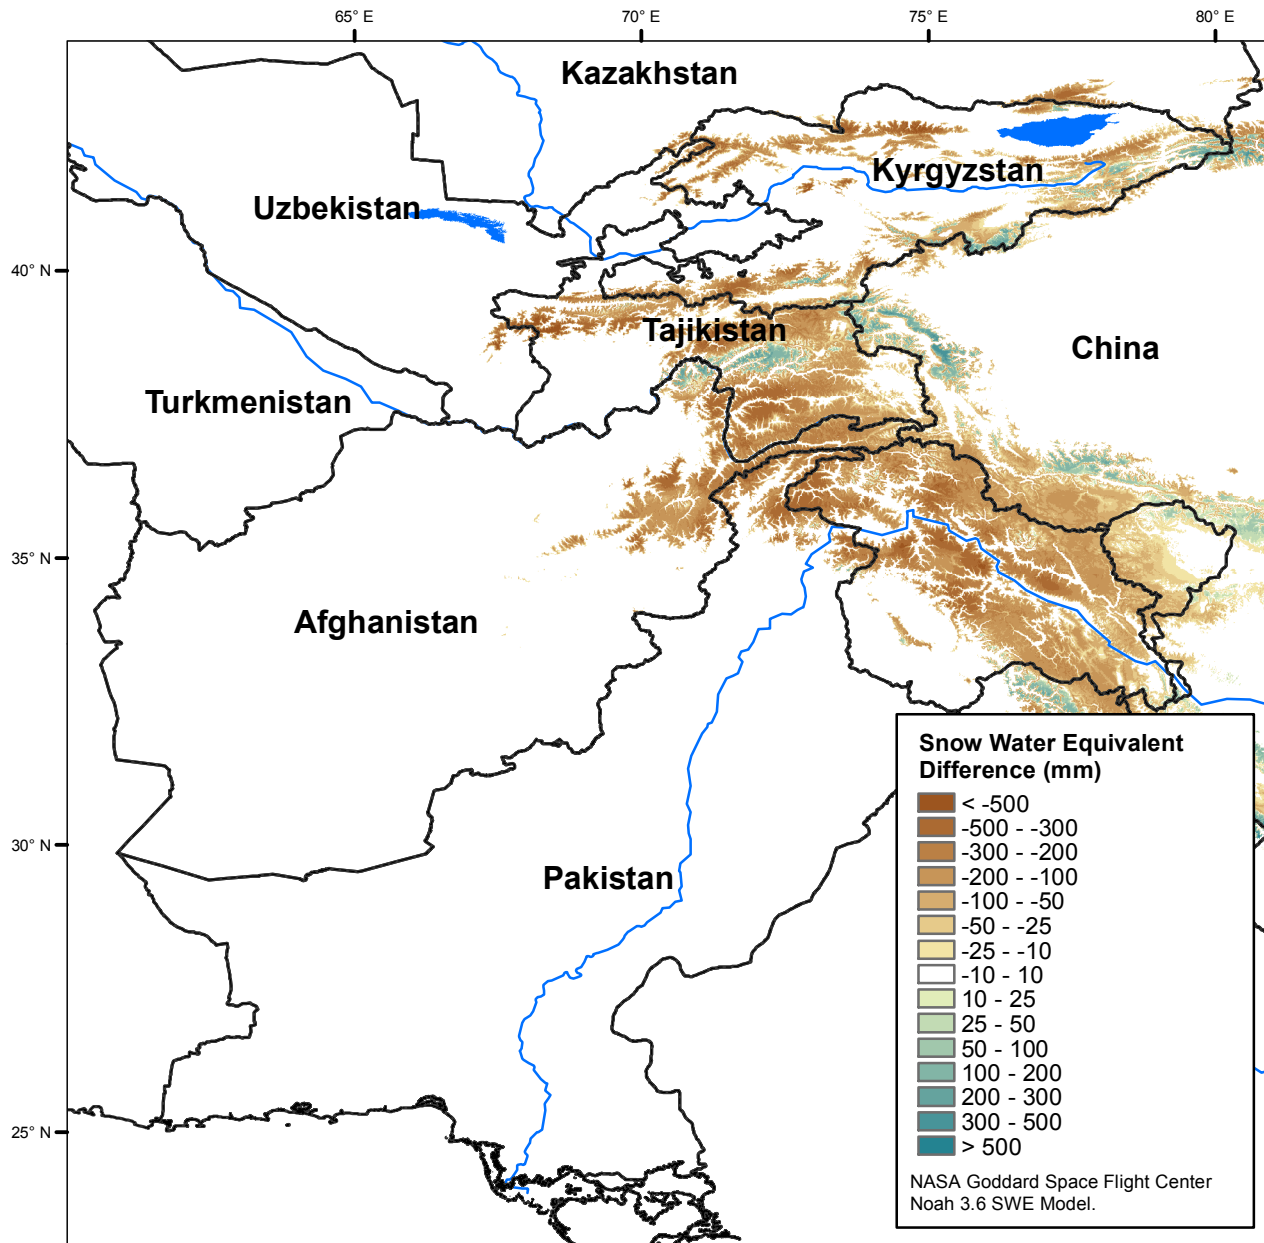 65° E
70° E
75° E
80° E
Kazakhstan
Kyrgyzstan
Uzbekistan
40° N
Tajikistan
China
Turkmenistan
35° N
Afghanistan
Snow Water Equivalent
Difference (mm)
< -500
-500 - -300
-300 - -200
-200 - -100
-100 - -50
-50 - -25
-25 - -10
-10 - 10
10 - 25
25 - 50
50 - 100
100 - 200
200 - 300
300 - 500
> 500
30° N
Pakistan
25° N
NASA Goddard Space Flight Center
Noah 3.6 SWE Model.